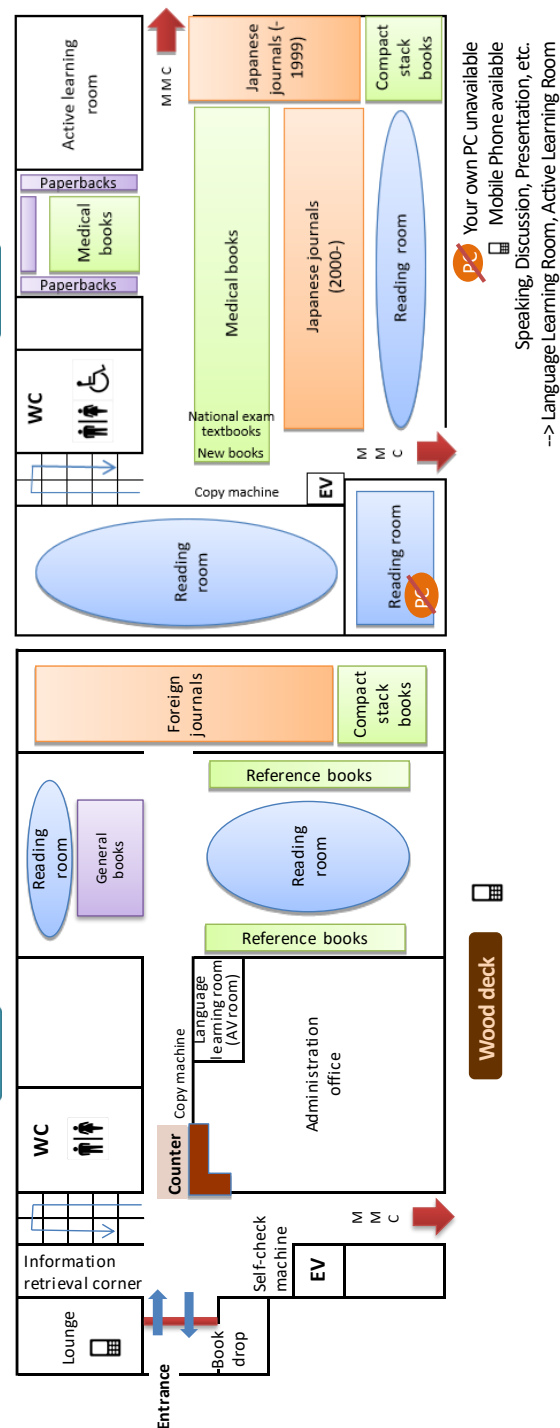 Lounge
Information
retrieval corner
WC
Reading
room
General
books
Foreign
journals
Compact
stack
books
Entrance
Book
drop
Self-check
machine
EV
MMC
Counter
Copy machine
Language
learning room
(AV room)
Administration
office
Reference books
Reading
room
Reference books
Wood deck
Reading
room
Reading room
PC
EV
Copy machine
WC
Paperbacks
Medical
books
Paperbacks
Active learning
room
MMC
National exam
textbooks
New books
Medical books
Japanese journals
(2000-)
Reading room
MMC
Japanese
journals (-
1999)
Compact
stack
books
PC Your own PC unavailable
Mobile Phone available
Speaking, Discussion, Presentation, etc.
--> Language Learning Room, Active Learning Room